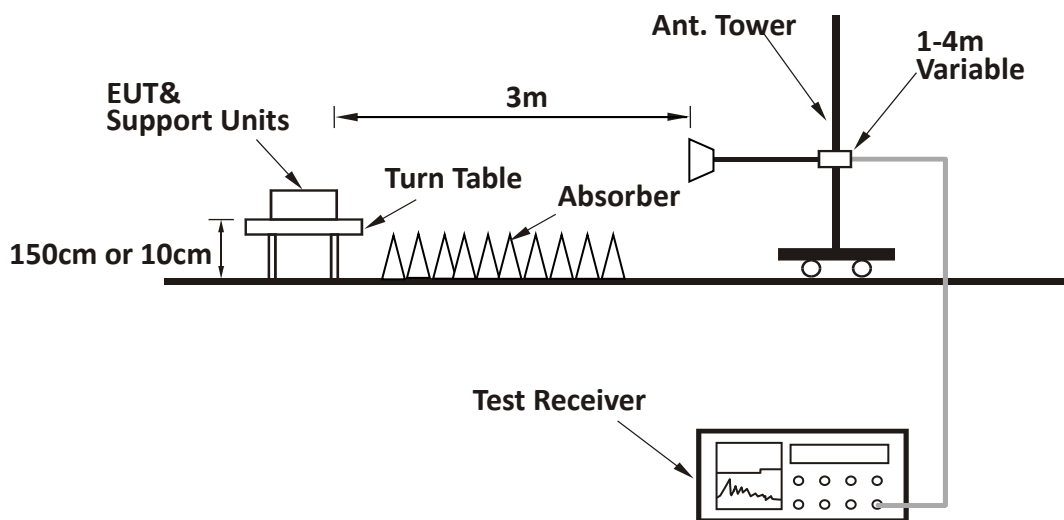 Ant. Tower
1-4m
Variable
EUT&
Support Units
3m
Turn Table
Absorber
150cm or 10cm
Test Receiver